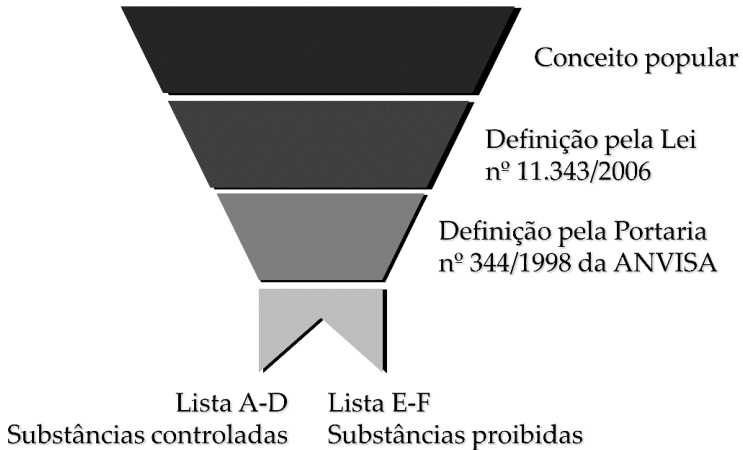 Conceito popular
Definição pela Lei
nº 11.343/2006
Definição pela Portaria
nº 344/1998 da ANVISA
Lista A-D
Substâncias controladas
Lista E-F
Substâncias proibidas